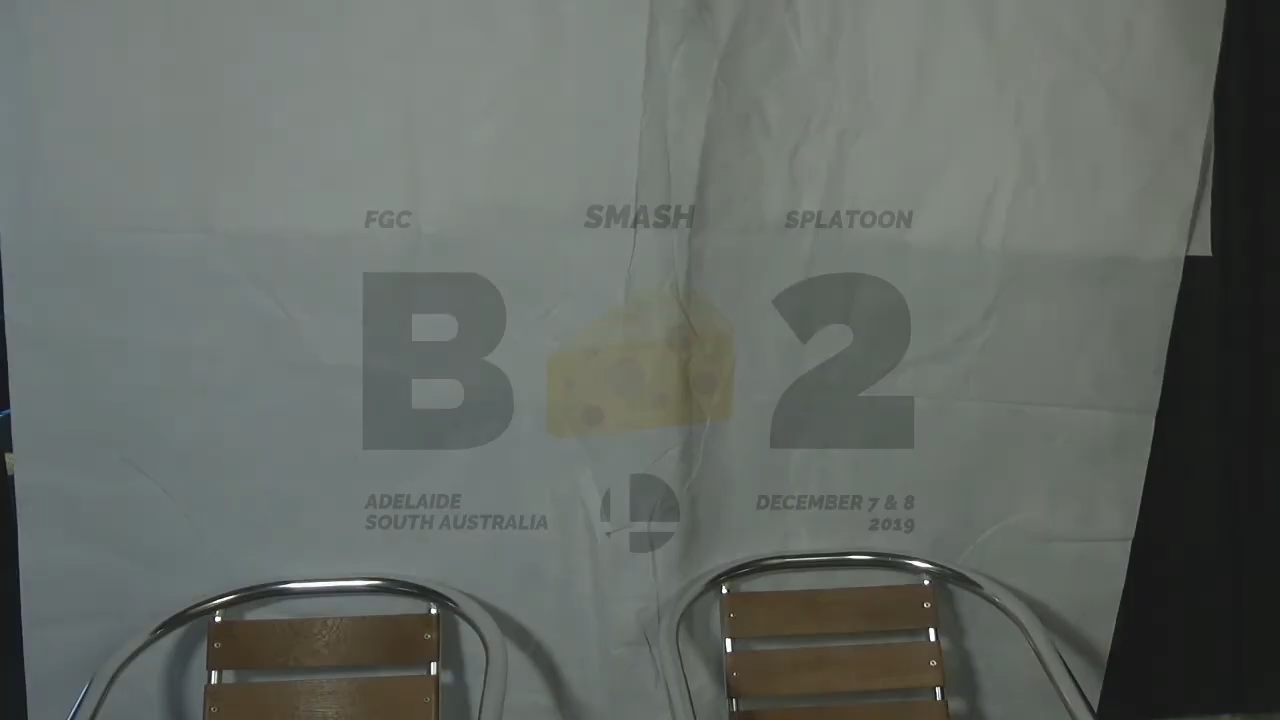 FGC
SMASH
SPLATOON
B 2
ADELAIDE
SOUTH AUSTRALIA
DECEMBER 7 & 8
2019